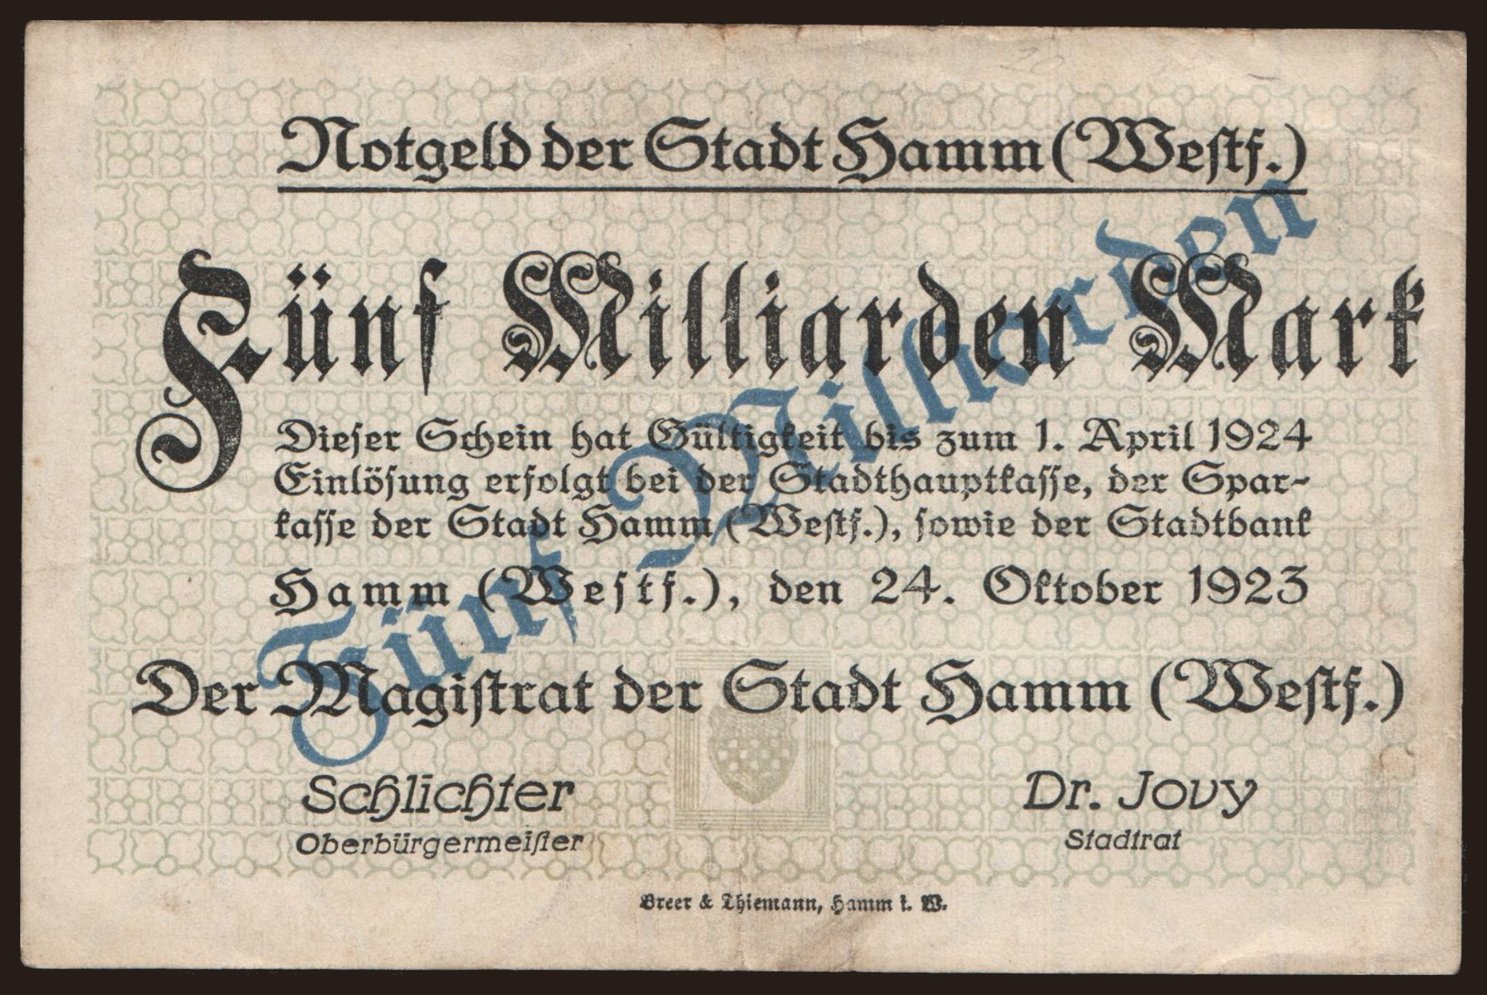 Notgeld der Stadt Hamm (Westf.)
Fünf Milliarden Mark
Fünf Milliarden
Dieser Schein hat Gültigkeit bis zum 1. April 1924
Einlösung erfolgt bei der Stadthauptkasse, der Spar-
kasse der Stadt Hamm (Westf.), sowie der Stadtbank
Hamm (Westf.), den 24. Oktober 1923
Der Magistrat der Stadt Hamm (Westf.)
Schlichter
Oberbürgermeister
Dr. Jovy
Stadtrat
Breer & Thiemann, Hamm i. W.